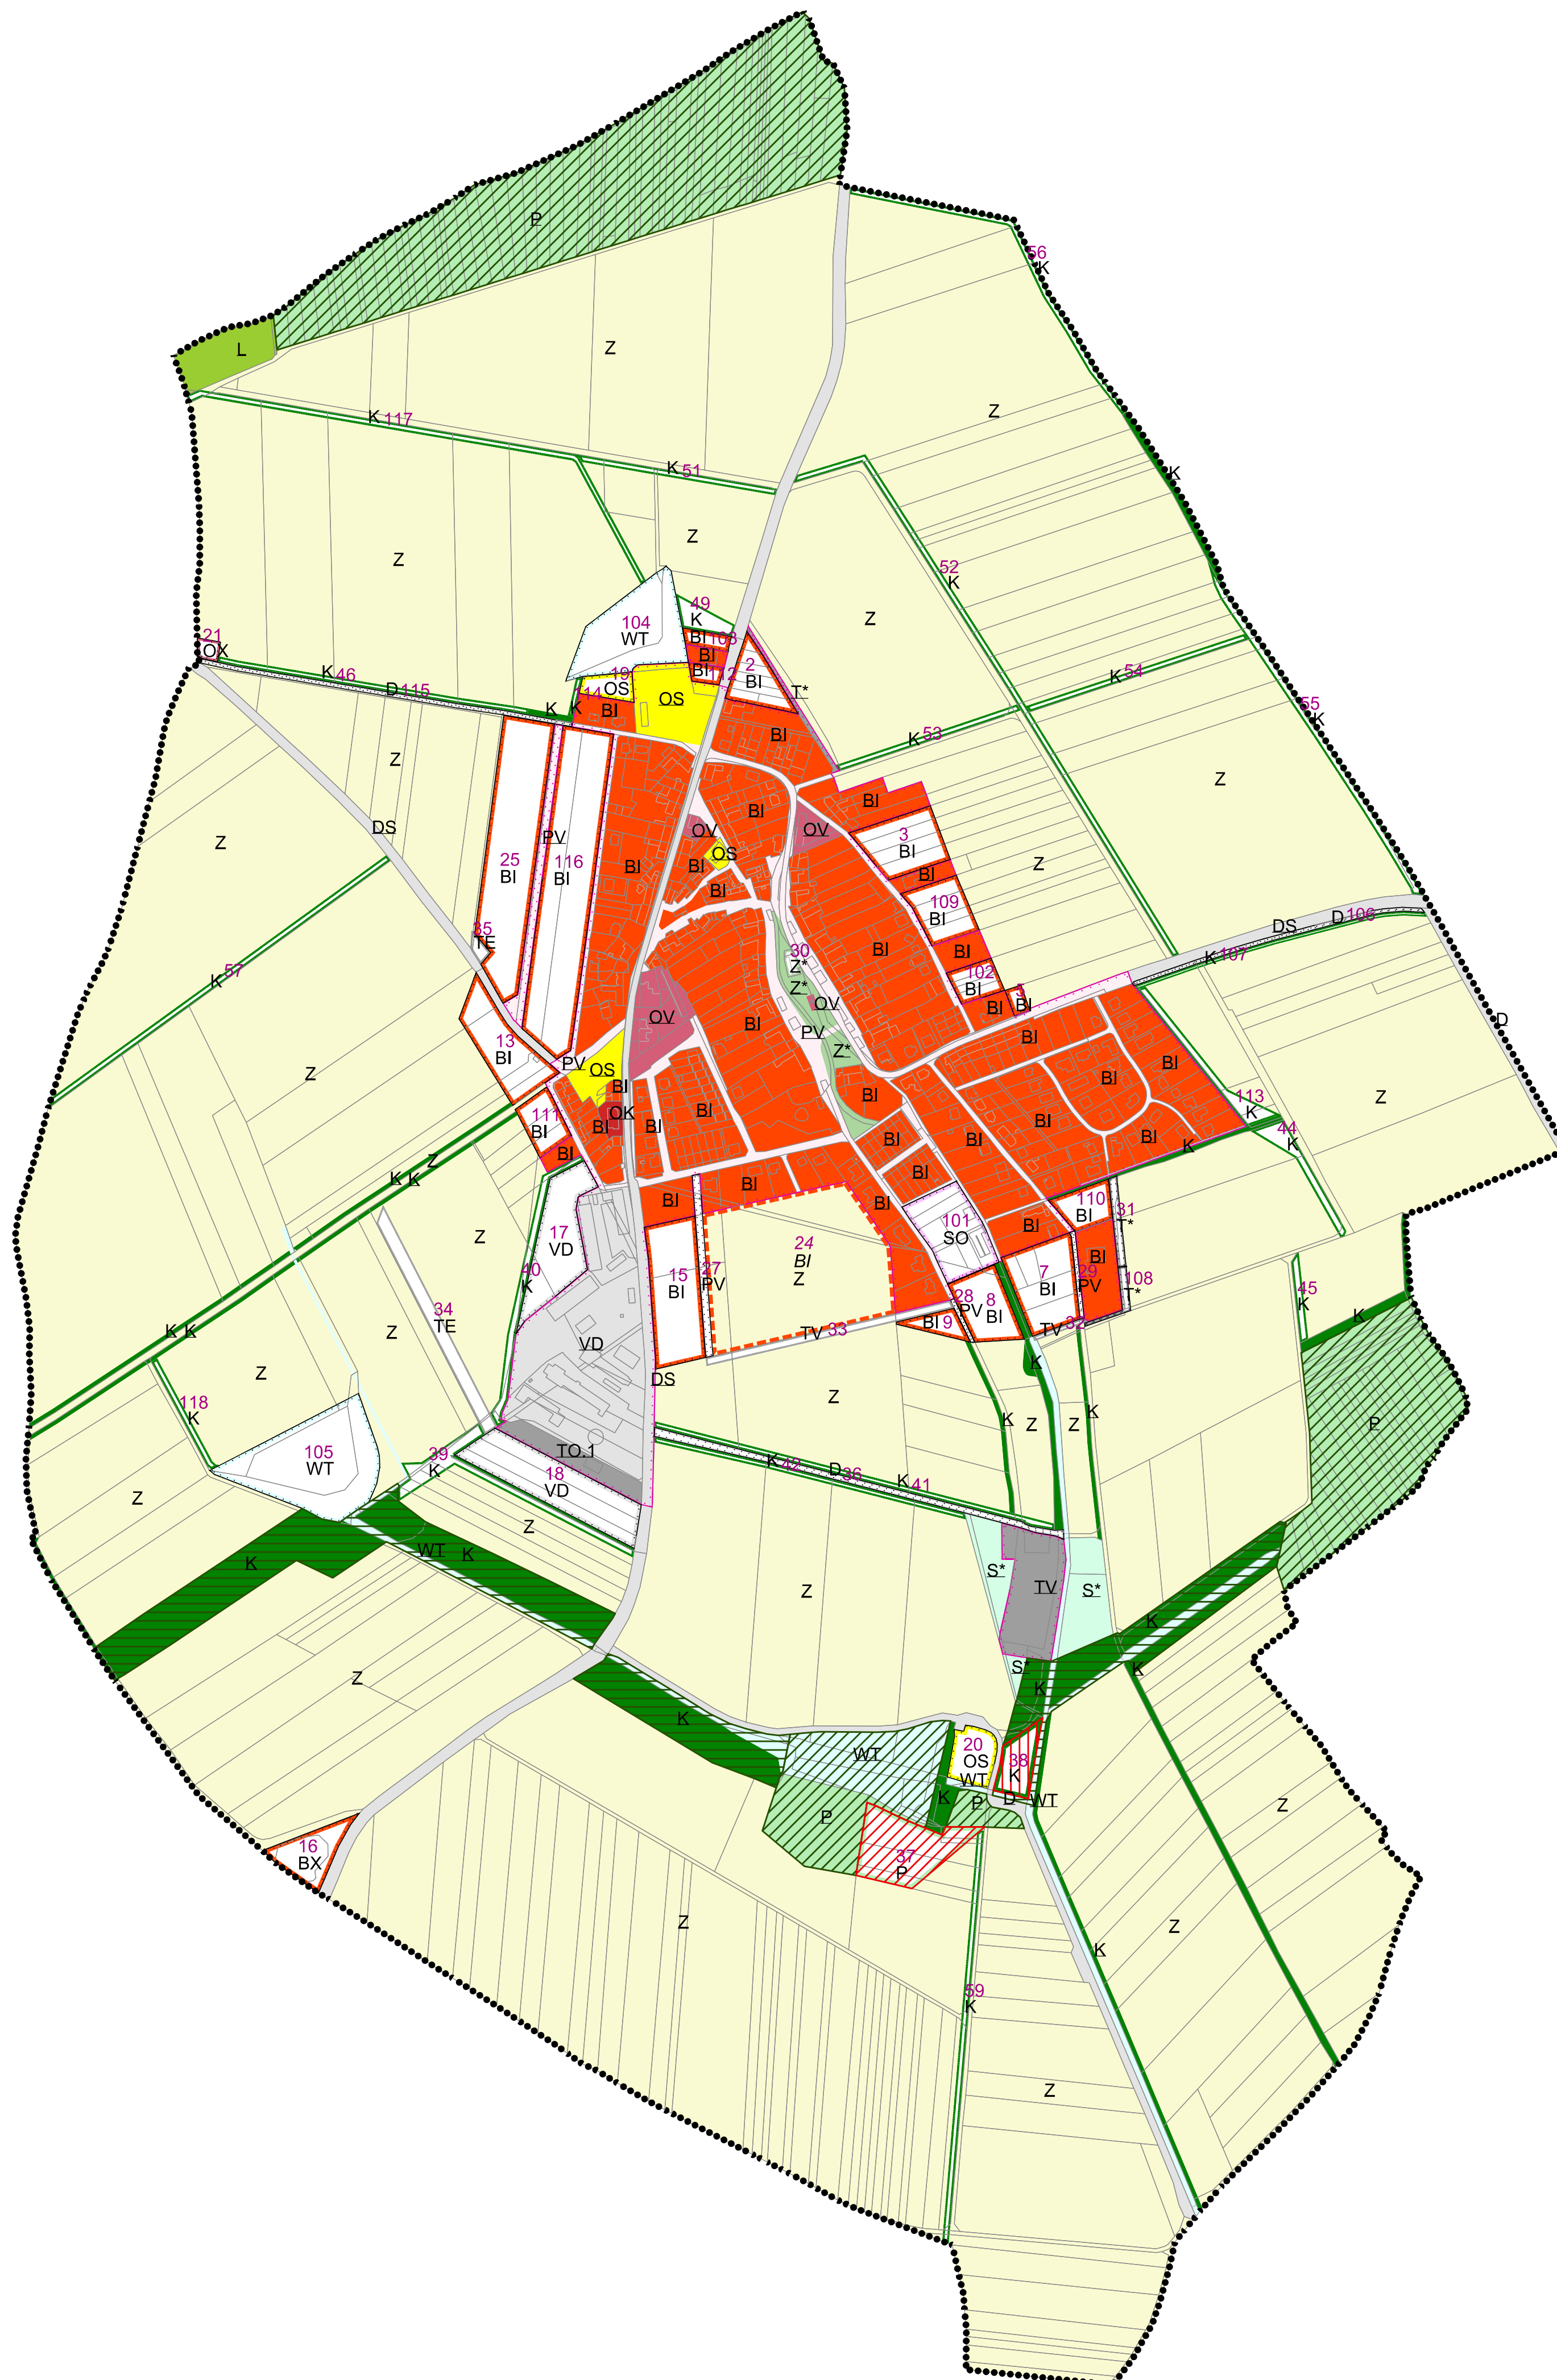 P
56
K
L
Z
Z
K 117
K 51
K
Z
Z
52
K
49
K
104
WT
Z
BI 103
BI
BI 112
2
BI
T*
21
OX
K 46
D 115
19
OS
OS
114
BI
K K
K 54
55
K
K 53
BI
Z
Z
Z
DS
PV
25
BI
116
BI
BI
BI
BI
OV
OV
OS
BI
BI
3
BI
Z
BI
109
BI
DS
D 106
K 107
BI
BI
35
TE
K 57
30
Z*
Z*
OV
PV
Z*
102
BI
BI
BI
BI
OV
BI
D
13
BI
PV
OS
BI
OK
BI
BI
BI
BI
BI
BI
BI
BI
Z
Z
111
BI
BI
BI
BI
BI
BI
113
K
44
K
K
Z
K K
BI
BI
BI
110
BI
31
T*
17
VD
101
SO
BI
BI
Z
40
K
24
BI
Z
15
BI
27
PV
7
BI
29
PV
108
T*
45
K
K
34
TE
28
PV
8
BI
BI 9
TV 32
TV 33
K K
Z
VD
DS
K
Z
118
K
Z
K
Z
Z
K
P
105
WT
39
K
TO.1
18
VD
K 42
D 36
K 41
Z
Z
WT K
K
Z
S*
TV
S*
K
S*
K
K
Z
K
WT
20
OS
WT
38
K
K
P
D
WT
P
37
P
Z
16
BX
Z
Z
K
59
K
Z